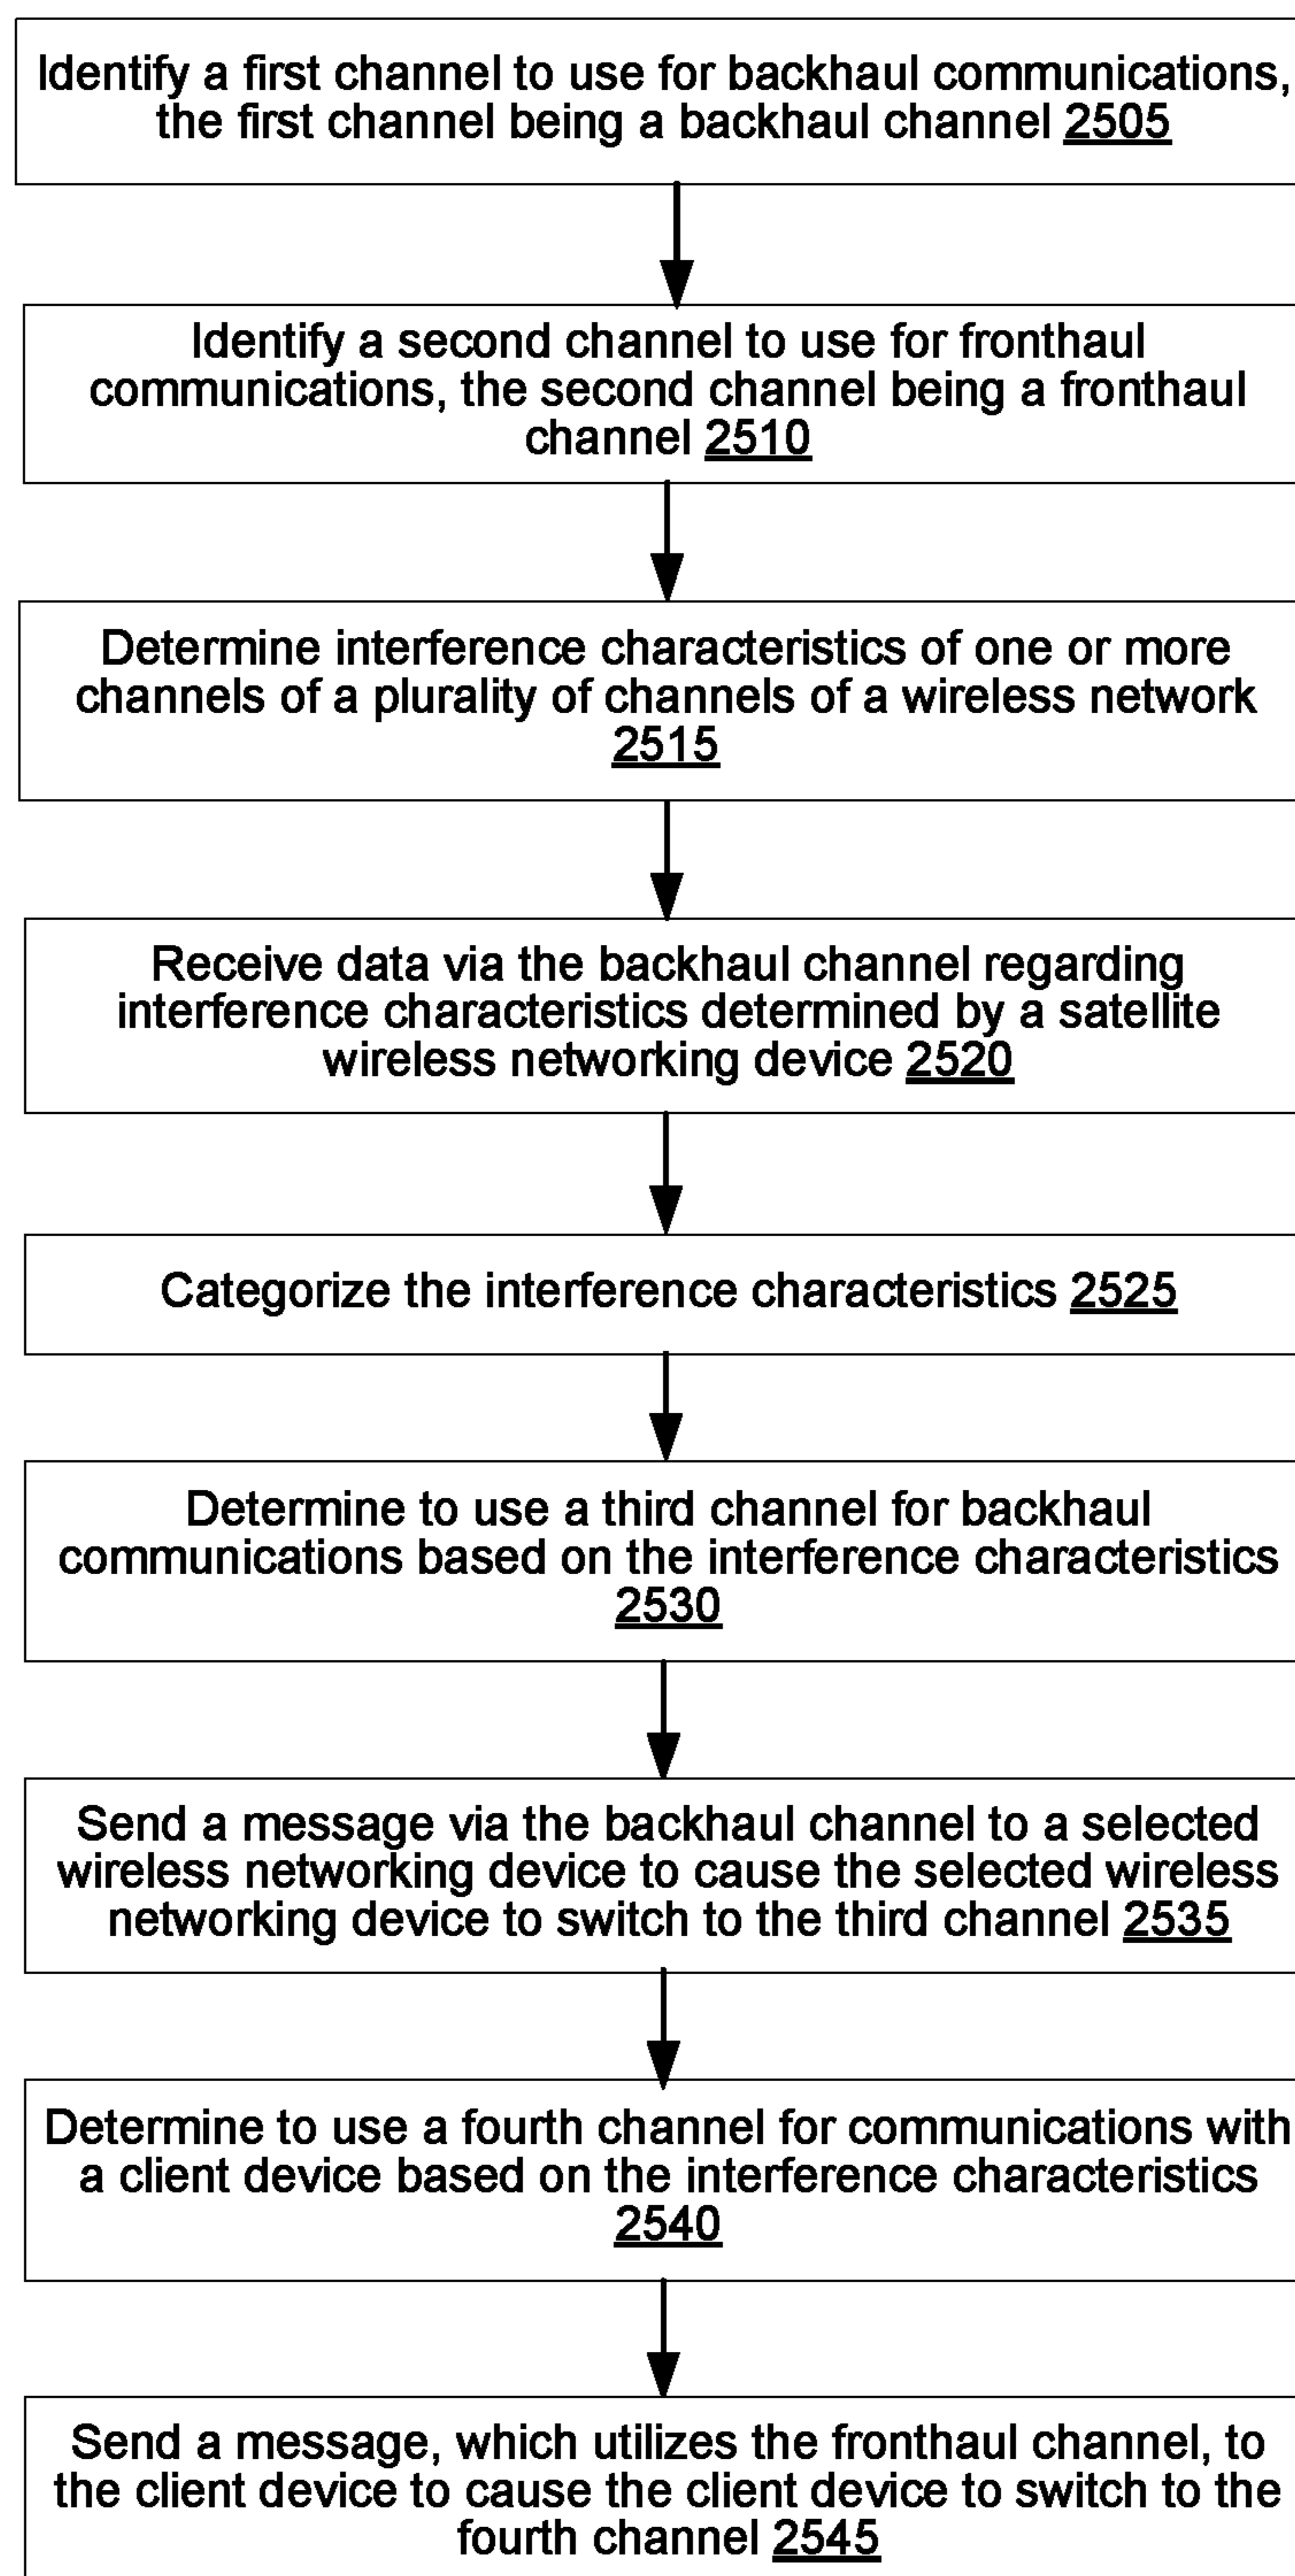 Identify a first channel to use for backhaul communications,
the first channel being a backhaul channel 2505
Identify a second channel to use for fronthaul
communications, the second channel being a fronthaul
channel 2510
Determine interference characteristics of one or more
channels of a plurality of channels of a wireless network
2515
Receive data via the backhaul channel regarding
interference characteristics determined by a satellite
wireless networking device 2520
Categorize the interference characteristics 2525
Determine to use a third channel for backhaul
communications based on the interference characteristics
2530
Send a message via the backhaul channel to a selected
wireless networking device to cause the selected wireless
networking device to switch to the third channel 2535
Determine to use a fourth channel for communications with
a client device based on the interference characteristics
2540
Send a message, which utilizes the fronthaul channel, to
the client device to cause the client device to switch to the
fourth channel 2545